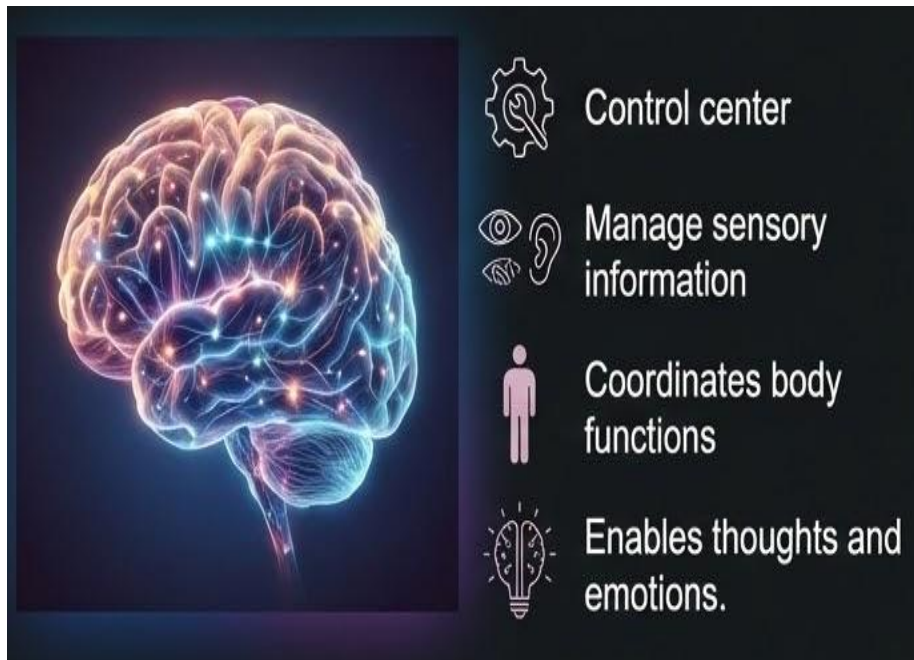 Control center
Manage sensory
information
Coordinates body
functions
Enables thoughts and
emotions.